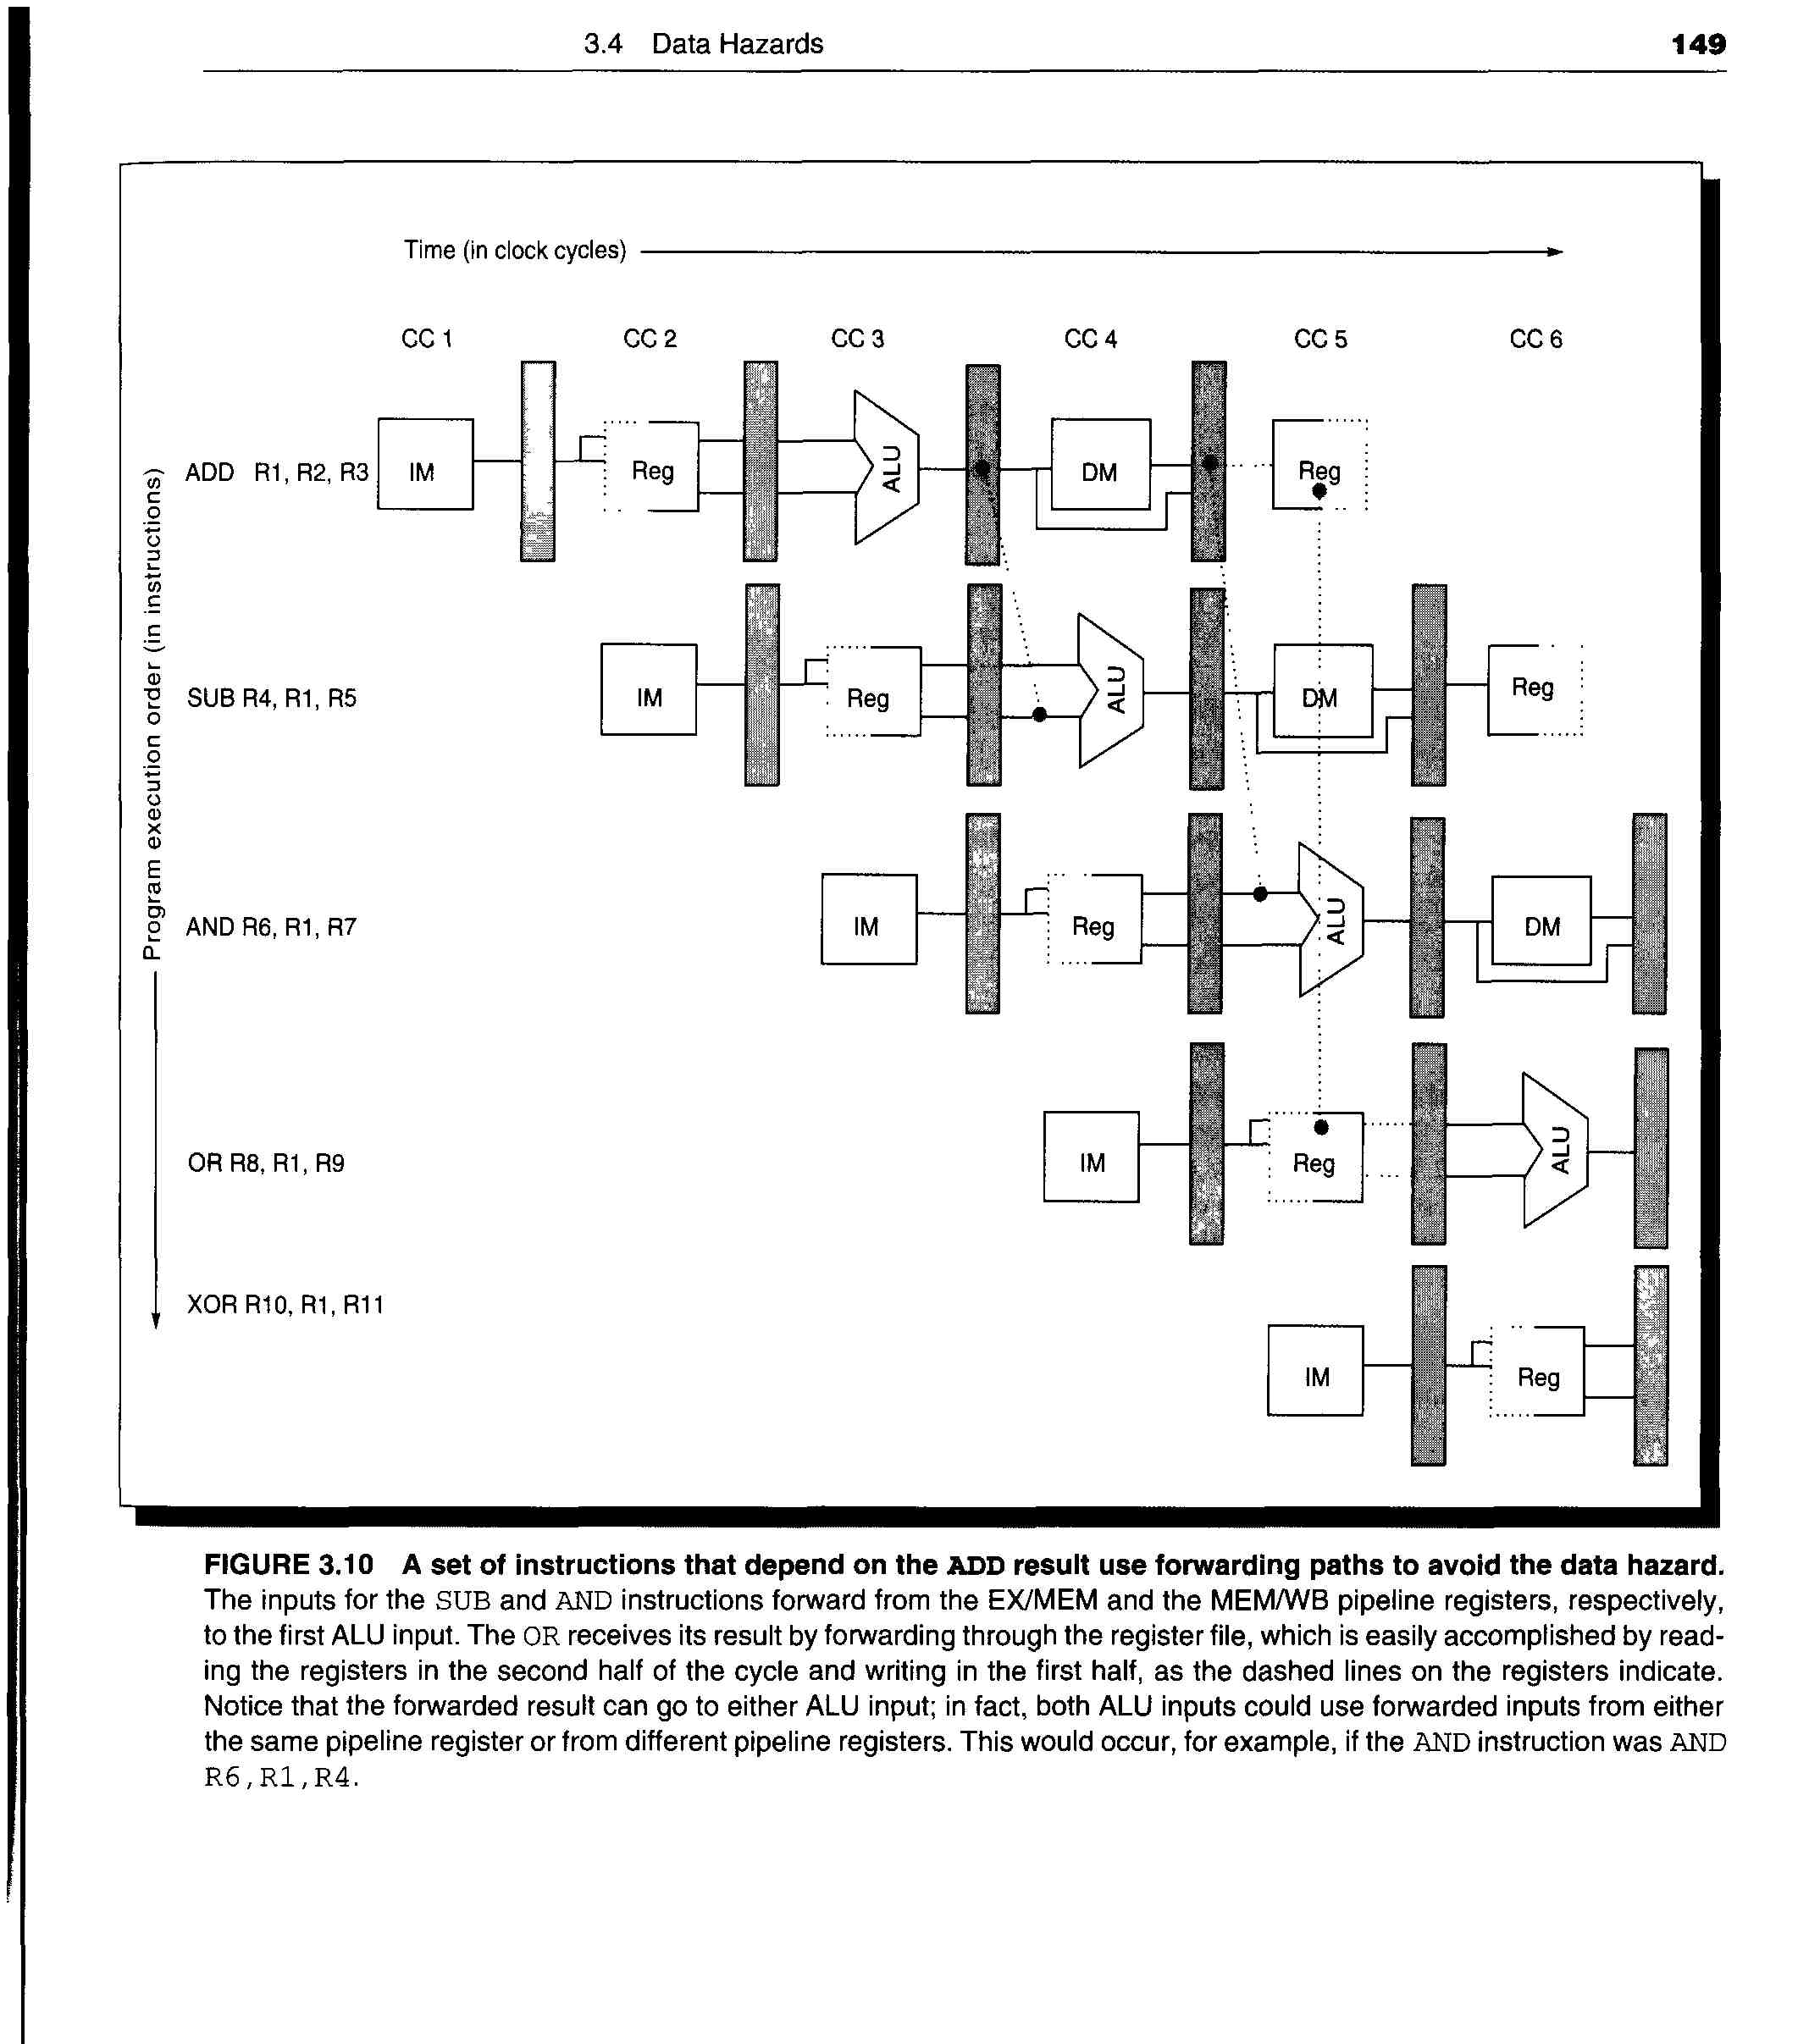 3.4 Data Hazards 149
Time (in clock cycles)
CC 1 CC 2 CC 3 CC 4 CC 5 CC 6
Program execution order (in instructions)
ADD R1, R2, R3 IM Reg ALU DM Reg
SUB R4, R1, R5 IM Reg ALU DM Reg
AND R6, R1, R7 IM Reg ALU DM
OR R8, R1, R9 IM Reg ALU
XOR R10, R1, R11
IM Reg
FIGURE 3.10 A set of instructions that depend on the ADD result use forwarding paths to avoid the data hazard.
The inputs for the SUB and AND instructions forward from the EX/MEM and the MEM/WB pipeline registers, respectively,
to the first ALU input. The OR receives its result by forwarding through the register file, which is easily accomplished by read-
ing the registers in the second half of the cycle and writing in the first half, as the dashed lines on the registers indicate.
Notice that the forwarded result can go to either ALU input; in fact, both ALU inputs could use forwarded inputs from either
the same pipeline register or from different pipeline registers. This would occur, for example, if the AND instruction was AND
R6,R1,R4.